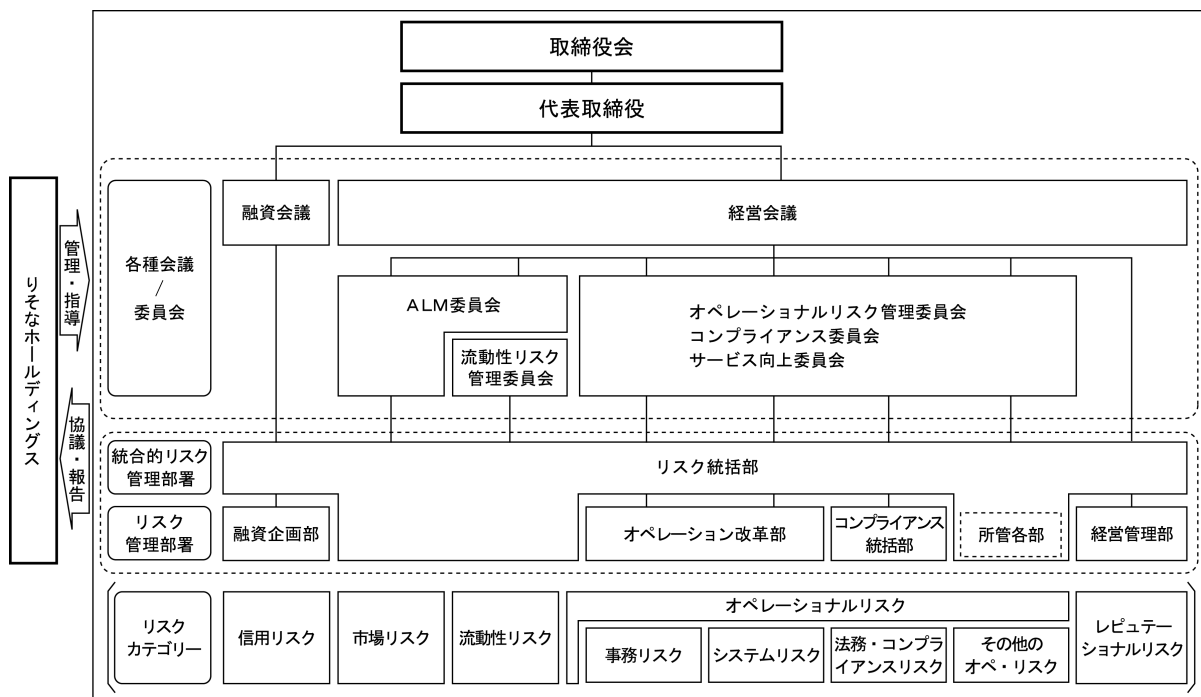 取締役会
代表取締役
りそなホールディングス
管理・指導
協議・報告
各種会議
/
委員会
融資会議
経営会議
ALM委員会
流動性リスク
管理委員会
オペレーショナルリスク管理委員会
コンプライアンス委員会
サービス向上委員会
統合的リスク
管理部署
リスク統括部
リスク
管理部署
融資企画部
オペレーション改革部
コンプライアンス
統括部
所管各部
経営管理部
リスク
カテゴリー
信用リスク
市場リスク
流動性リスク
オペレーショナルリスク
事務リスク
システムリスク
法務・コンプラ
イアンスリスク
その他の
オペ・リスク
レピュテー
ショナルリスク